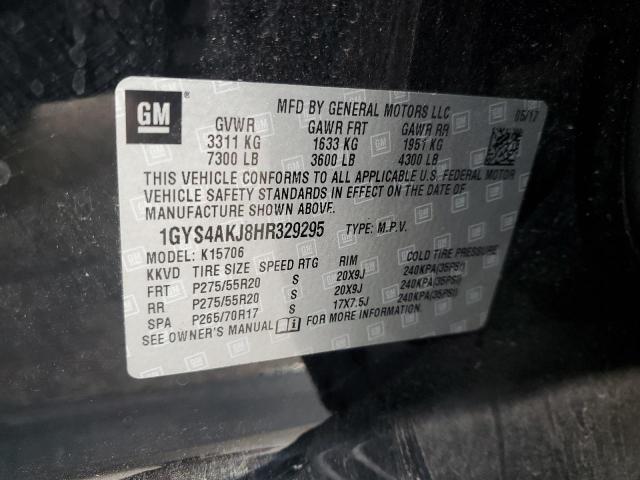 GM
MFD BY GENERAL MOTORS LLC
05/17
GVWR GAWR FRT GAWR RR
3311 KG 1633 KG 1951 KG
7300 LB 3600 LB 4300 LB
THIS VEHICLE CONFORMS TO ALL APPLICABLE U.S. FEDERAL MOTOR
VEHICLE SAFETY STANDARDS IN EFFECT ON THE DATE OF
MANUFACTURE SHOWN ABOVE.
1GYS4AKJ8HR329295 TYPE: M.P.V.
MODEL: K15706
KKVD TIRE SIZE SPEED RTG RIM COLD TIRE PRESSURE
FRT P275/55R20 S 20X9J 240KPA(35PSI)
RR P275/55R20 S 20X9J 240KPA(35PSI)
SPA P265/70R17 S 17X7.5J 240KPA(35PSI)
SEE OWNER'S MANUAL FOR MORE INFORMATION.